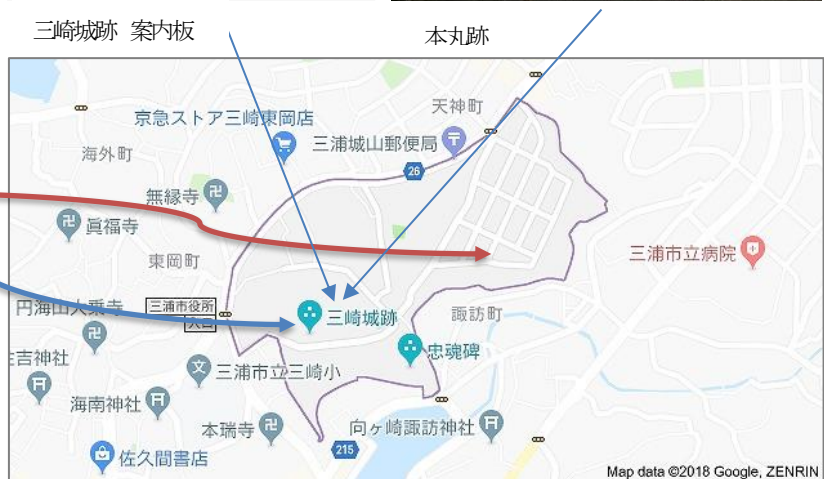 三崎城跡 案内板
本丸跡
天神町
京急ストア三崎東岡店
三浦城山郵便局
海外町
26
無縁寺
眞福寺
三浦市立病院
東岡町
円海山大乗寺
三浦市役所
入口
三崎城跡
諏訪町
忠魂碑
三浦市立三崎小
吉神社
海南神社
本瑞寺
向ヶ崎諏訪神社
215
佐久間書店
Map data ©2018 Google, ZENRIN